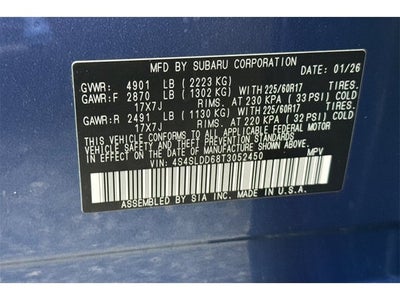 MFD BY SUBARU CORPORATION DATE: 01/26
GVWR: 4901 LB (2223 KG)
GAWR:F 2870 LB (1302 KG) WITH 225/60R17 TIRES,
17X7J RIMS, AT 230 KPA ( 33 PSI) COLD
GAWR:R 2491 LB (1130 KG) WITH 225/60R17 TIRES,
17X7J RIMS, AT 220 KPA ( 32 PSI) COLD
THIS VEHICLE CONFORMS TO ALL APPLICABLE FEDERAL MOTOR
VEHICLE SAFETY AND THEFT PREVENTION STANDARDS IN EFFECT
ON THE DATE OF MANUFACTURE SHOWN ABOVE.
VIN: 4S4SLDD68T3052450 MPV
ASSEMBLED BY SIA INC. MADE IN U.S.A.